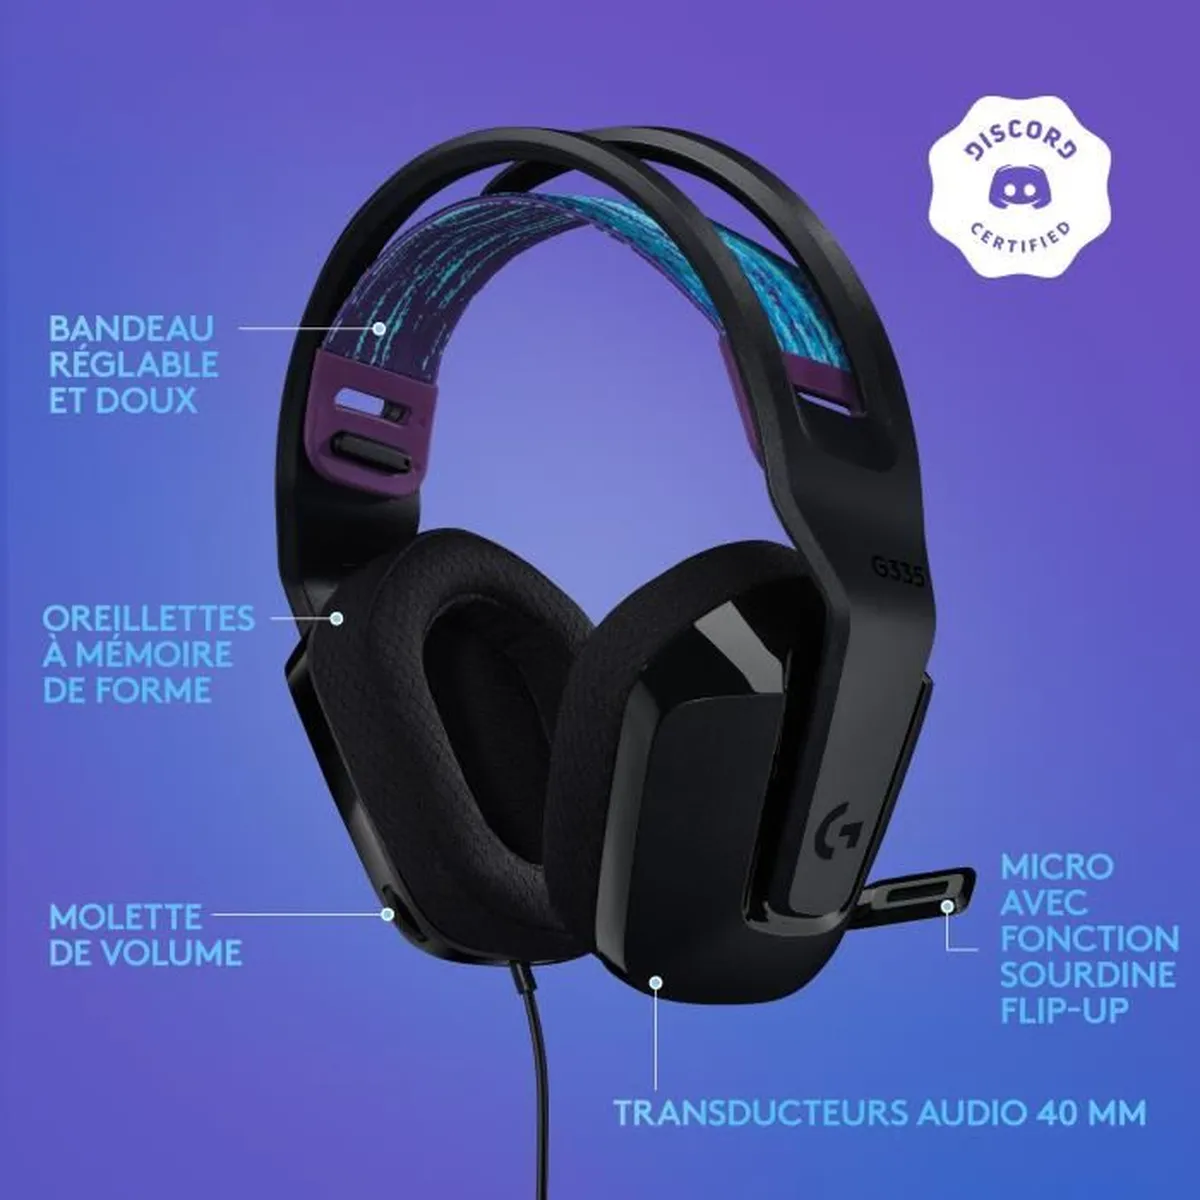 DISCORD
CERTIFIED
BANDEAU
RÉGLABLE
ET DOUX
G335
OREILLETTES
À MÉMOIRE
DE FORME
MOLETTE
DE VOLUME
MICRO
AVEC
FONCTION
SOURDINE
FLIP-UP
TRANSDUCTEURS AUDIO 40 MM